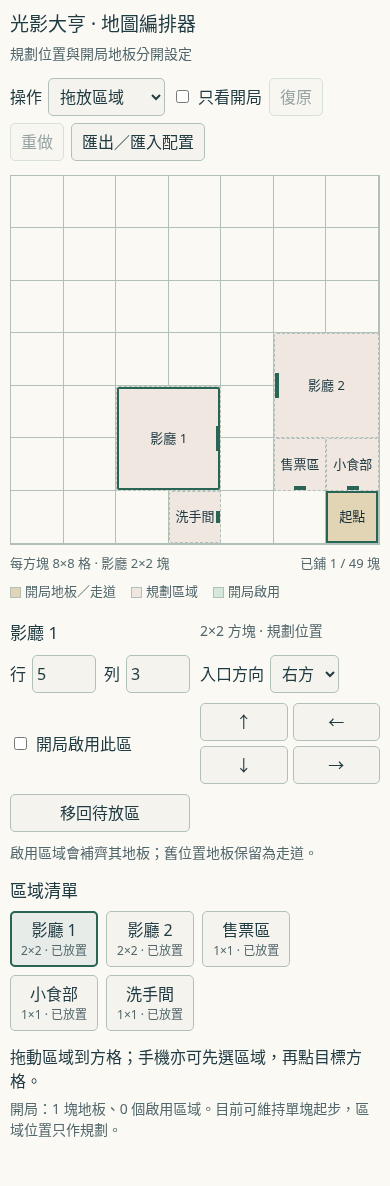 光影大亨 · 地圖編排器
規劃位置與開局地板分開設定
操作 拖放區域 只看開局 復原
重做 匯出／匯入配置
影廳 2
影廳 1
售票區 小食部
洗手間 起點
每方塊 8×8 格 · 影廳 2×2 塊 已鋪 1 / 49 塊
開局地板／走道 規劃區域 開局啟用
影廳 1 2×2 方塊 · 規劃位置
行 5 列 3 入口方向 右方
↑ ←
開局啟用此區
↓ →
移回待放區
啟用區域會補齊其地板；舊位置地板保留為走道。
區域清單
影廳 1 影廳 2 售票區
2×2 · 已放置 2×2 · 已放置 1×1 · 已放置
小食部 洗手間
1×1 · 已放置 1×1 · 已放置
拖動區域到方格；手機亦可先選區域，再點目標方
格。
開局：1 塊地板、0 個啟用區域。目前可維持單塊起步，區
域位置只作規劃。